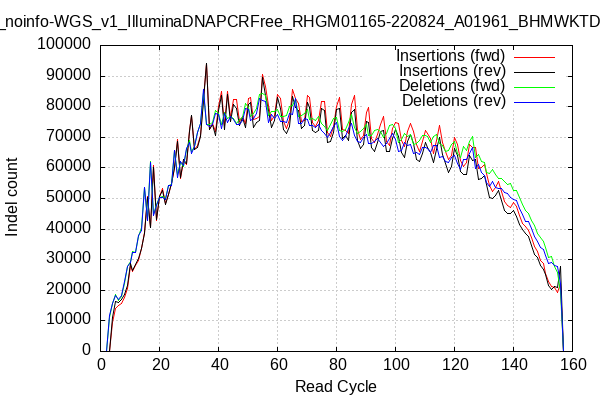 _noinfo-WGS_v1_IlluminaDNAPCRFree_RHGM01165-220824_A01961_BHMWKTD
Insertions (fwd)
Insertions (rev)
Deletions (fwd)
Deletions (rev)
Indel count
100000
90000
80000
70000
60000
50000
40000
30000
20000
10000
0
0 20 40 60 80 100 120 140 160
Read Cycle